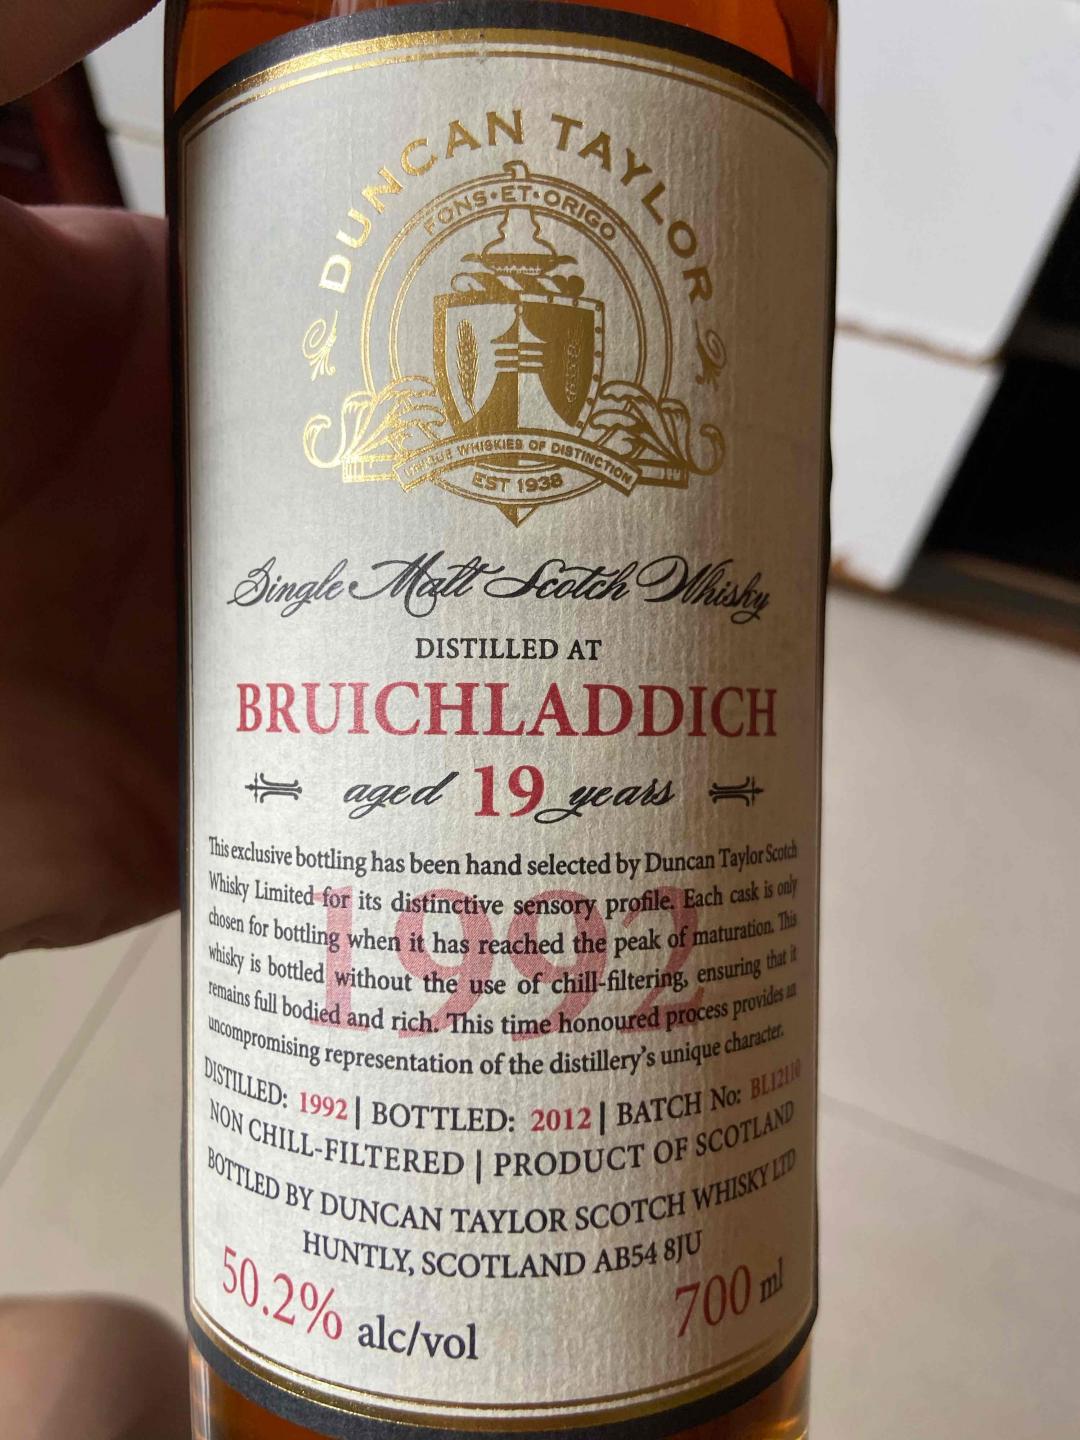 DUNCAN TAYLOR
FONS·ET·ORIGO
UNIQUE WHISKIES OF DISTINCTION
EST 1938
Single Malt Scotch Whisky
DISTILLED AT
BRUICHLADDICH
aged 19 years
1992
This exclusive bottling has been hand selected by Duncan Taylor Scotch
Whisky Limited for its distinctive sensory profile. Each cask is only
chosen for bottling when it has reached the peak of maturation. This
whisky is bottled without the use of chill-filtering, ensuring that it
remains full bodied and rich. This time honoured process provides an
uncompromising representation of the distillery's unique character.
DISTILLED: 1992 | BOTTLED: 2012 | BATCH No: BL12110
NON CHILL-FILTERED | PRODUCT OF SCOTLAND
BOTTLED BY DUNCAN TAYLOR SCOTCH WHISKY LTD
HUNTLY, SCOTLAND AB54 8JU
50.2% alc/vol 700 ml